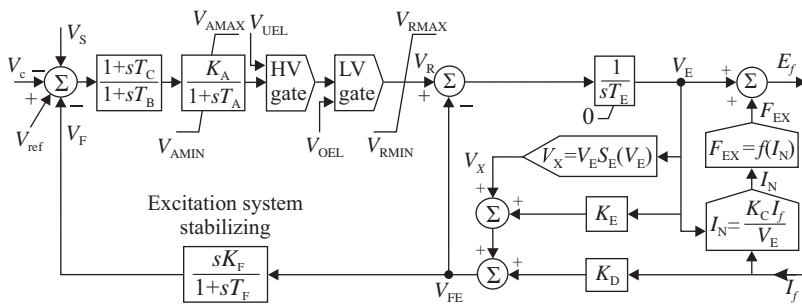 V_S
V_AMAX
V_UEL
V_RMAX
V_c
−
Σ
+
−
V_ref
V_F
1+sT_C
1+sT_B
K_A
1+sT_A
V_AMIN
HV
gate
LV
gate
V_OEL
V_R
V_RMIN
+
Σ
−
1
sT_E
0
V_E
+
Σ
+
E_f
F_EX
F_EX=f(I_N)
I_N
I_N=K_C I_f
V_E
V_X
V_X=V_E S_E(V_E)
+
Σ
+
K_E
Excitation system
stabilizing
sK_F
1+sT_F
V_FE
+
Σ
+
K_D
I_f